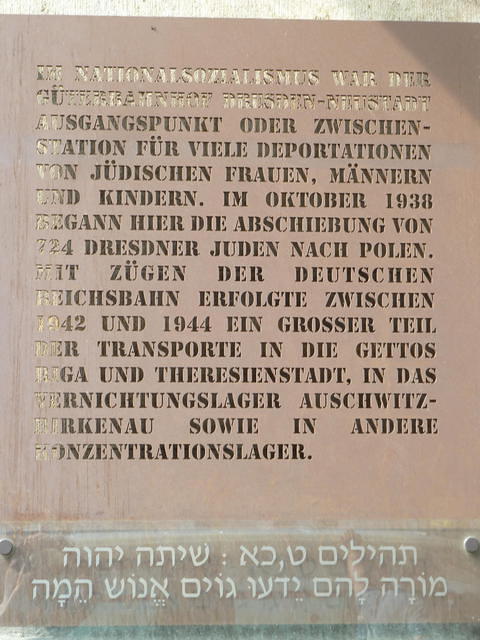 IM NATIONALSOZIALISMUS WAR DER
GÜTERBAHNHOF DRESDEN-NEUSTADT
AUSGANGSPUNKT ODER ZWISCHEN-
STATION FÜR VIELE DEPORTATIONEN
VON JÜDISCHEN FRAUEN, MÄNNERN
UND KINDERN. IM OKTOBER 1938
BEGANN HIER DIE ABSCHIEBUNG VON
724 DRESDNER JUDEN NACH POLEN.
MIT ZÜGEN DER DEUTSCHEN
REICHSBAHN ERFOLGTE ZWISCHEN
1942 UND 1944 EIN GROSSER TEIL
DER TRANSPORTE IN DIE GETTOS
RIGA UND THERESIENSTADT, IN DAS
VERNICHTUNGSLAGER AUSCHWITZ-
BIRKENAU SOWIE IN ANDERE
KONZENTRATIONSLAGER.
תהילים ט,כא : שׁיתה יהוה
מוֹרָה לָהֶם יֵדעוּ גוֹיִם אֱנוֹשׁ הֵמָה